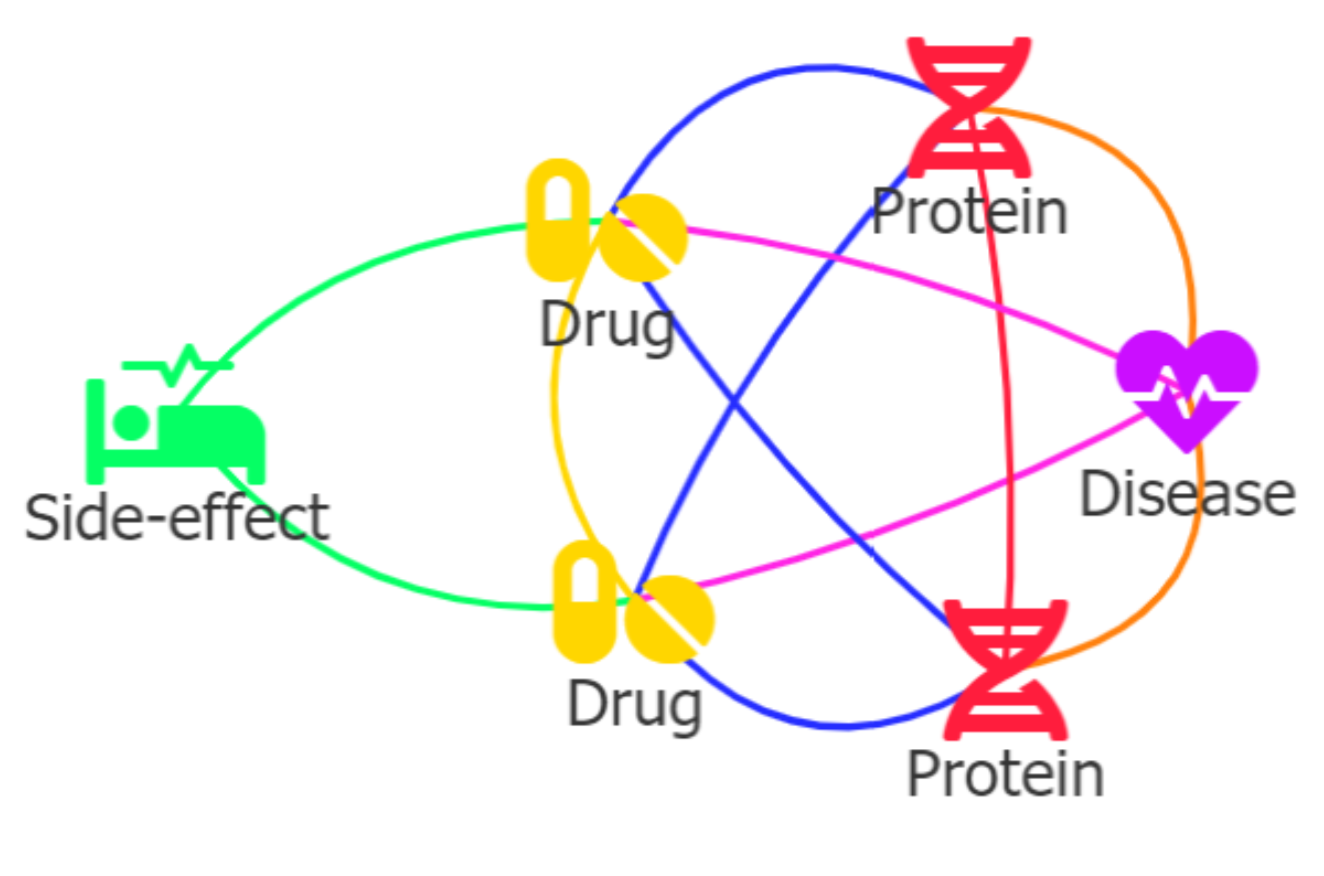 Protein
Drug
Disease
Side-effect
Drug
Protein